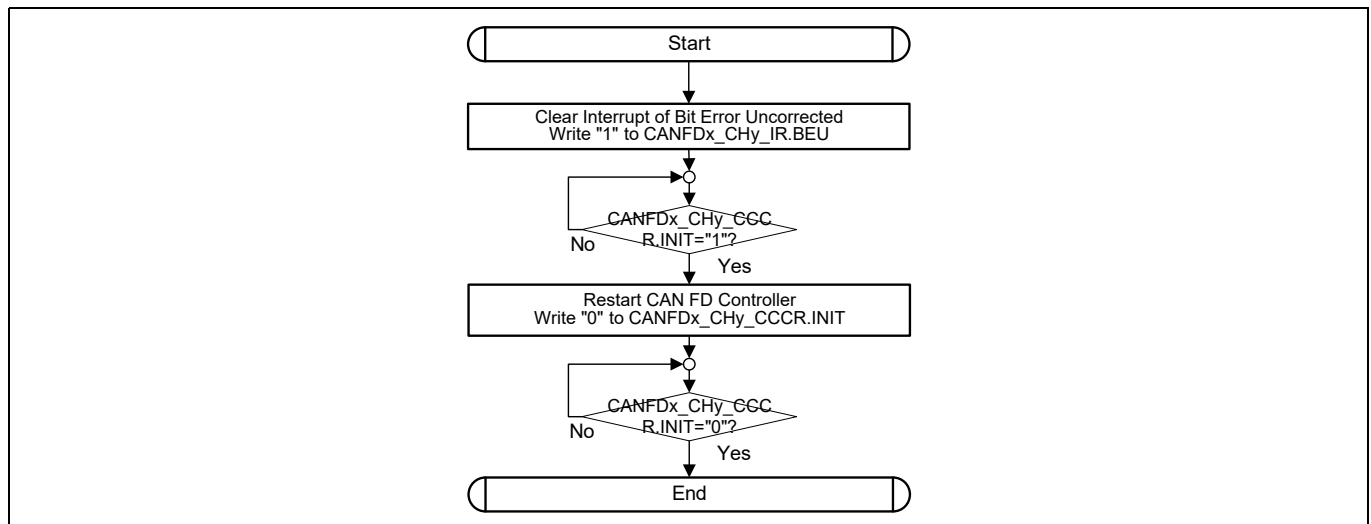 Start
Clear Interrupt of Bit Error Uncorrected
Write "1" to CANFDx_CHy_IR.BEU
CANFDx_CHy_CCC
R.INIT="1"?
No
Yes
Restart CAN FD Controller
Write "0" to CANFDx_CHy_CCCR.INIT
CANFDx_CHy_CCC
R.INIT="0"?
No
Yes
End